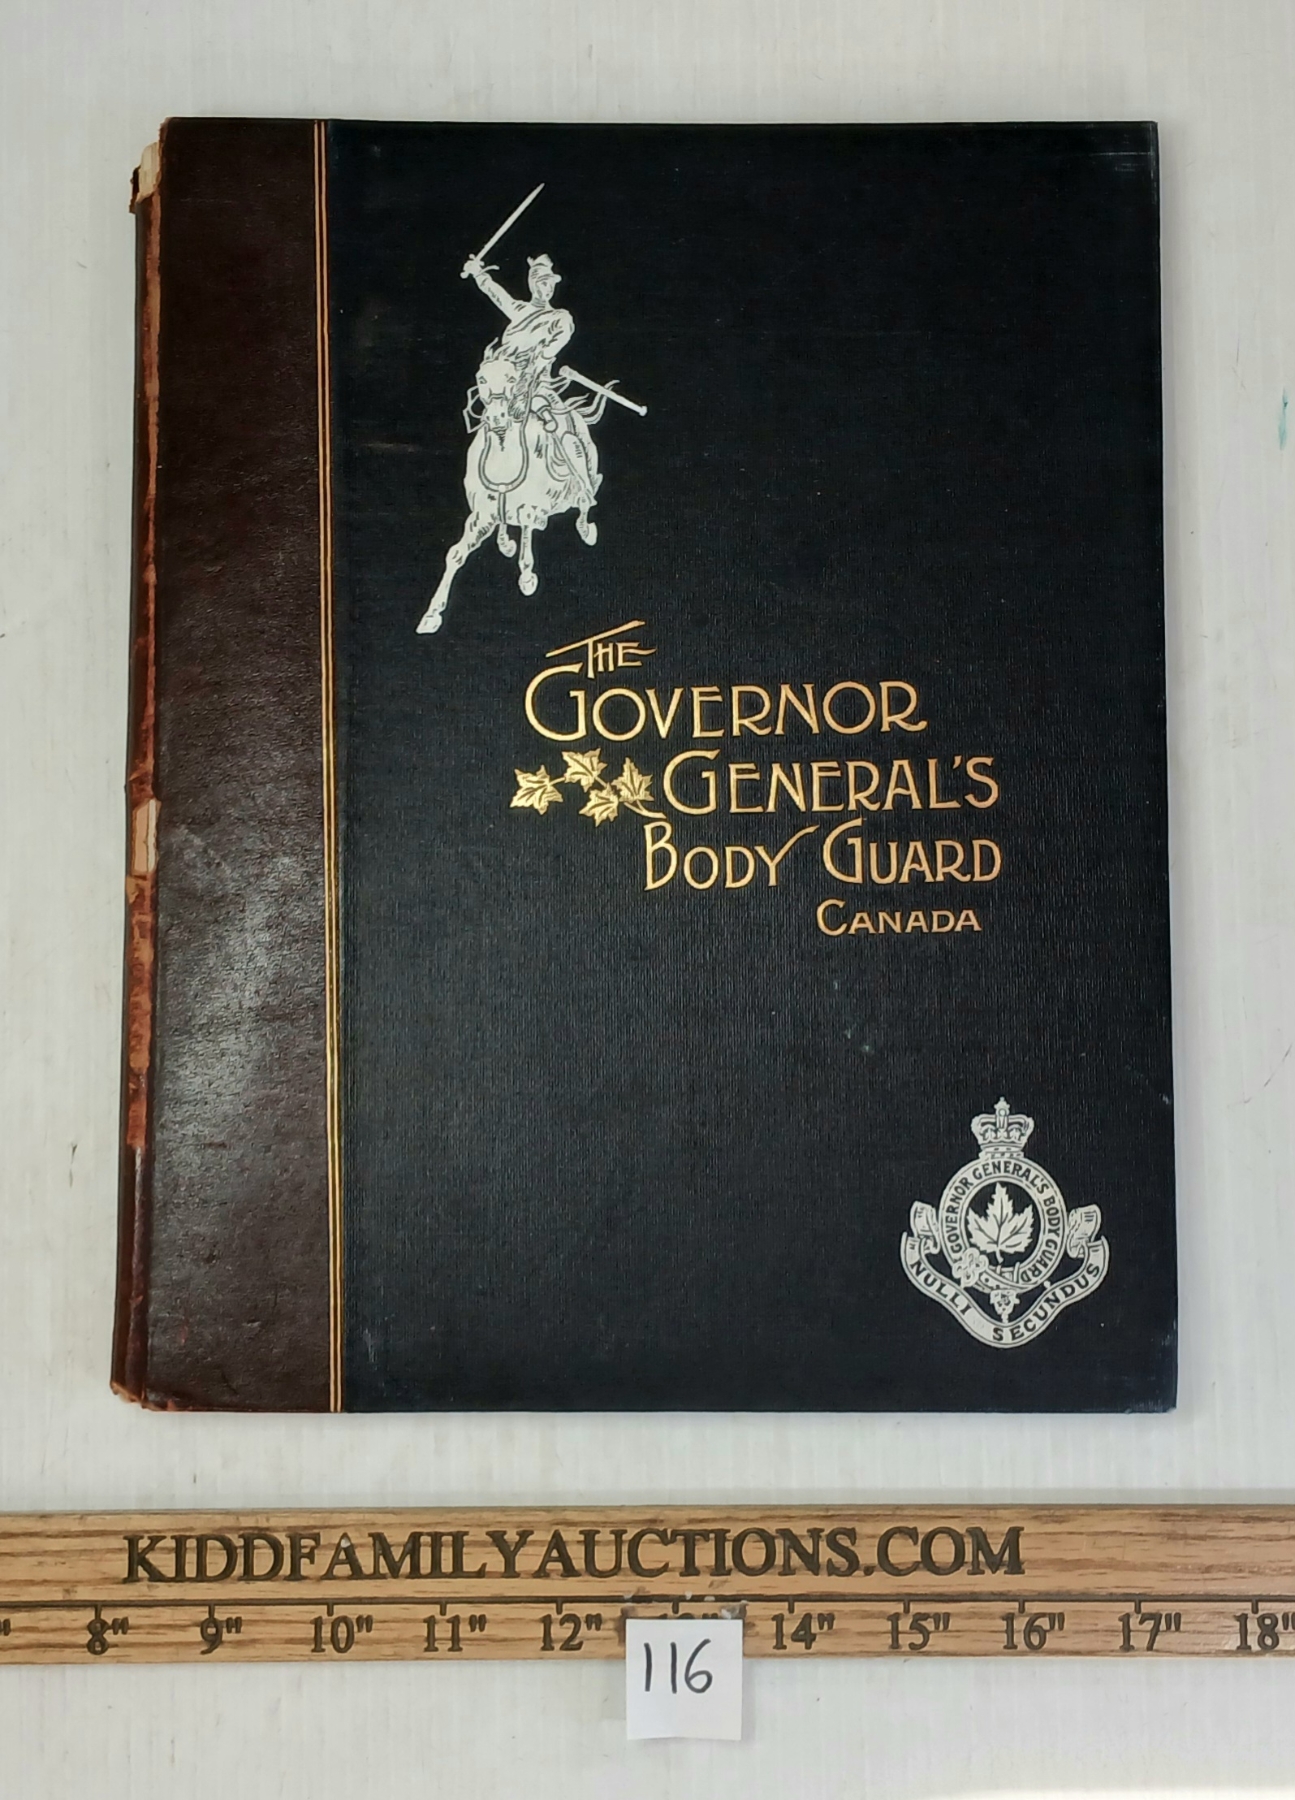 THE
GOVERNOR
GENERAL'S
BODY GUARD
CANADA
GOVERNOR GENERAL'S BODY GUARD
"NULLI SECUNDUS"
KIDDFAMILYAUCTIONS.COM
8" 9" 10" 11" 12" 13" 14" 15" 16" 17" 18"
116